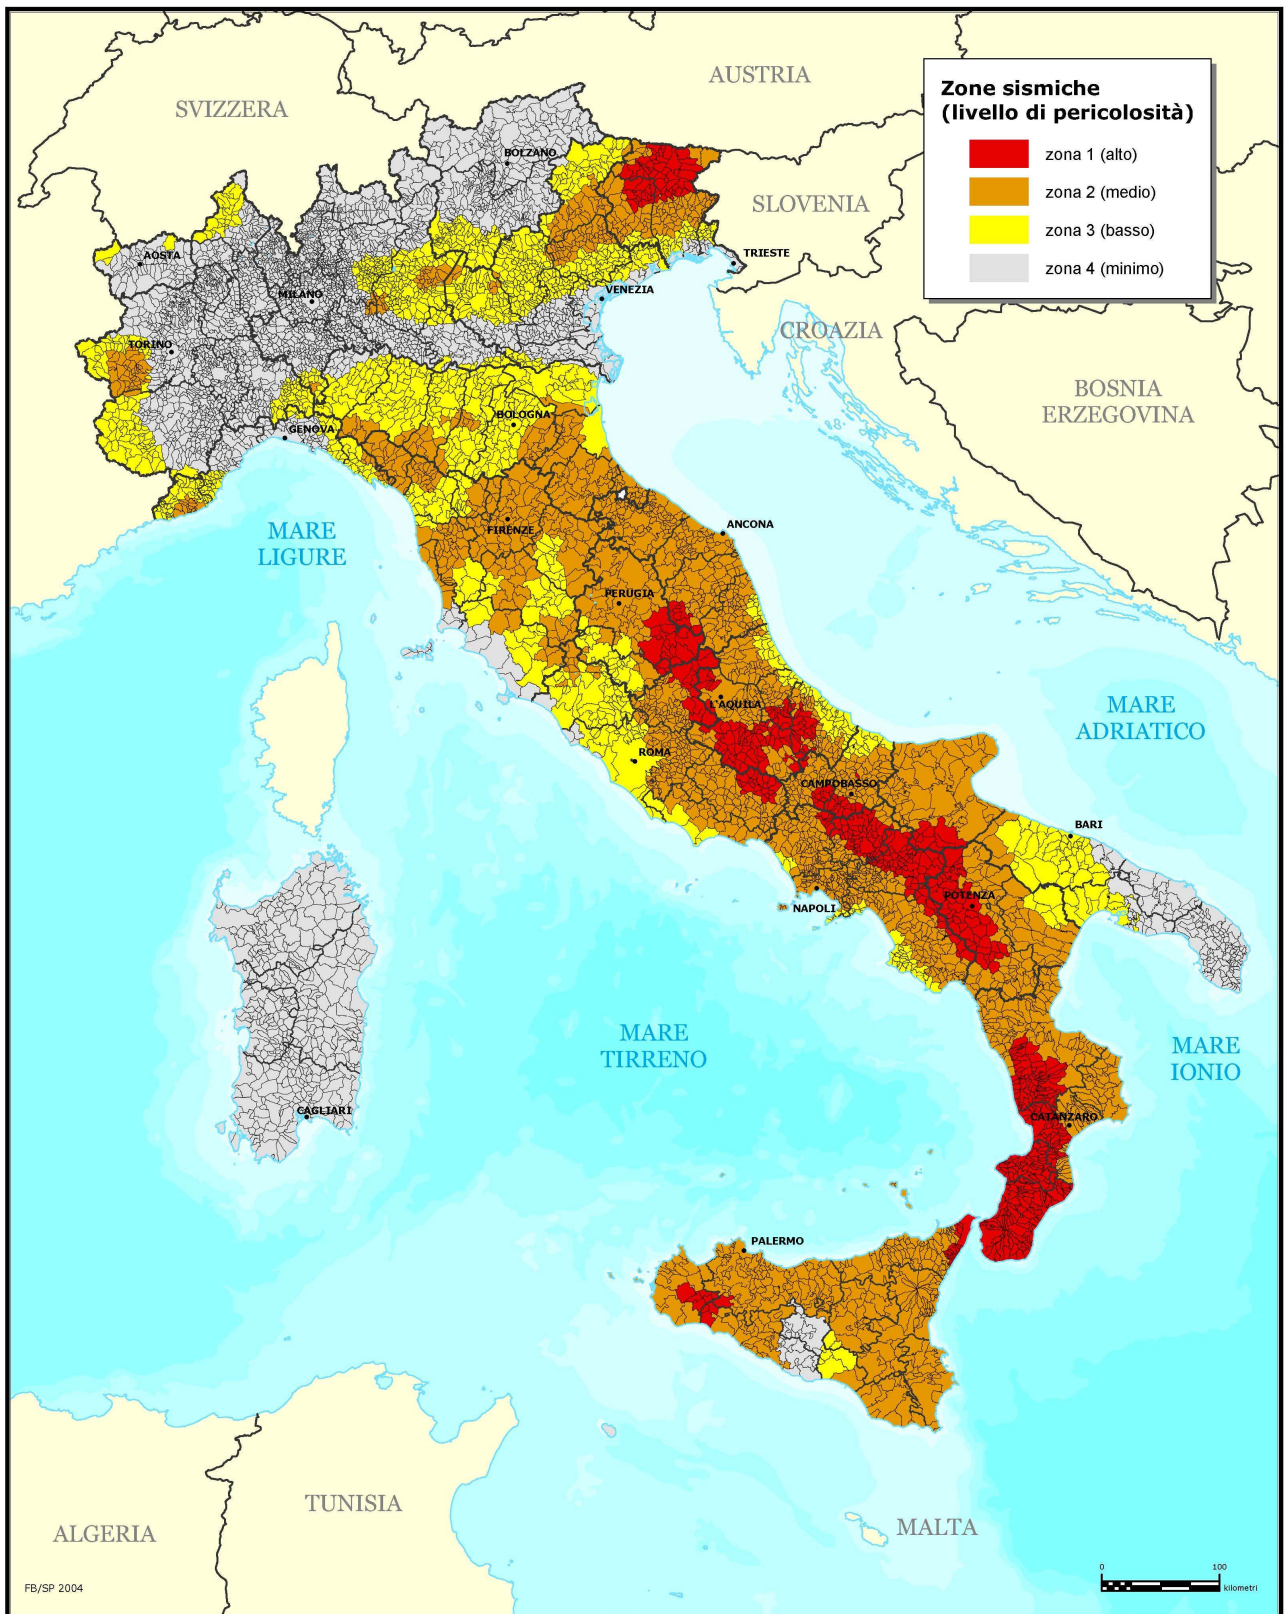 AUSTRIA
SVIZZERA
Zone sismiche
(livello di pericolosità)
zona 1 (alto)
zona 2 (medio)
zona 3 (basso)
zona 4 (minimo)
BOLZANO
SLOVENIA
AOSTA
TRIESTE
MILANO
VENEZIA
CROAZIA
TORINO
BOSNIA
ERZEGOVINA
BOLOGNA
GENOVA
MARE
LIGURE
FIRENZE
ANCONA
PERUGIA
L'AQUILA
MARE
ADRIATICO
ROMA
CAMPOBASSO
BARI
NAPOLI
POTENZA
MARE
TIRRENO
MARE
IONIO
CAGLIARI
CATANZARO
PALERMO
TUNISIA
ALGERIA
MALTA
0 100
kilometri
FB/SP 2004